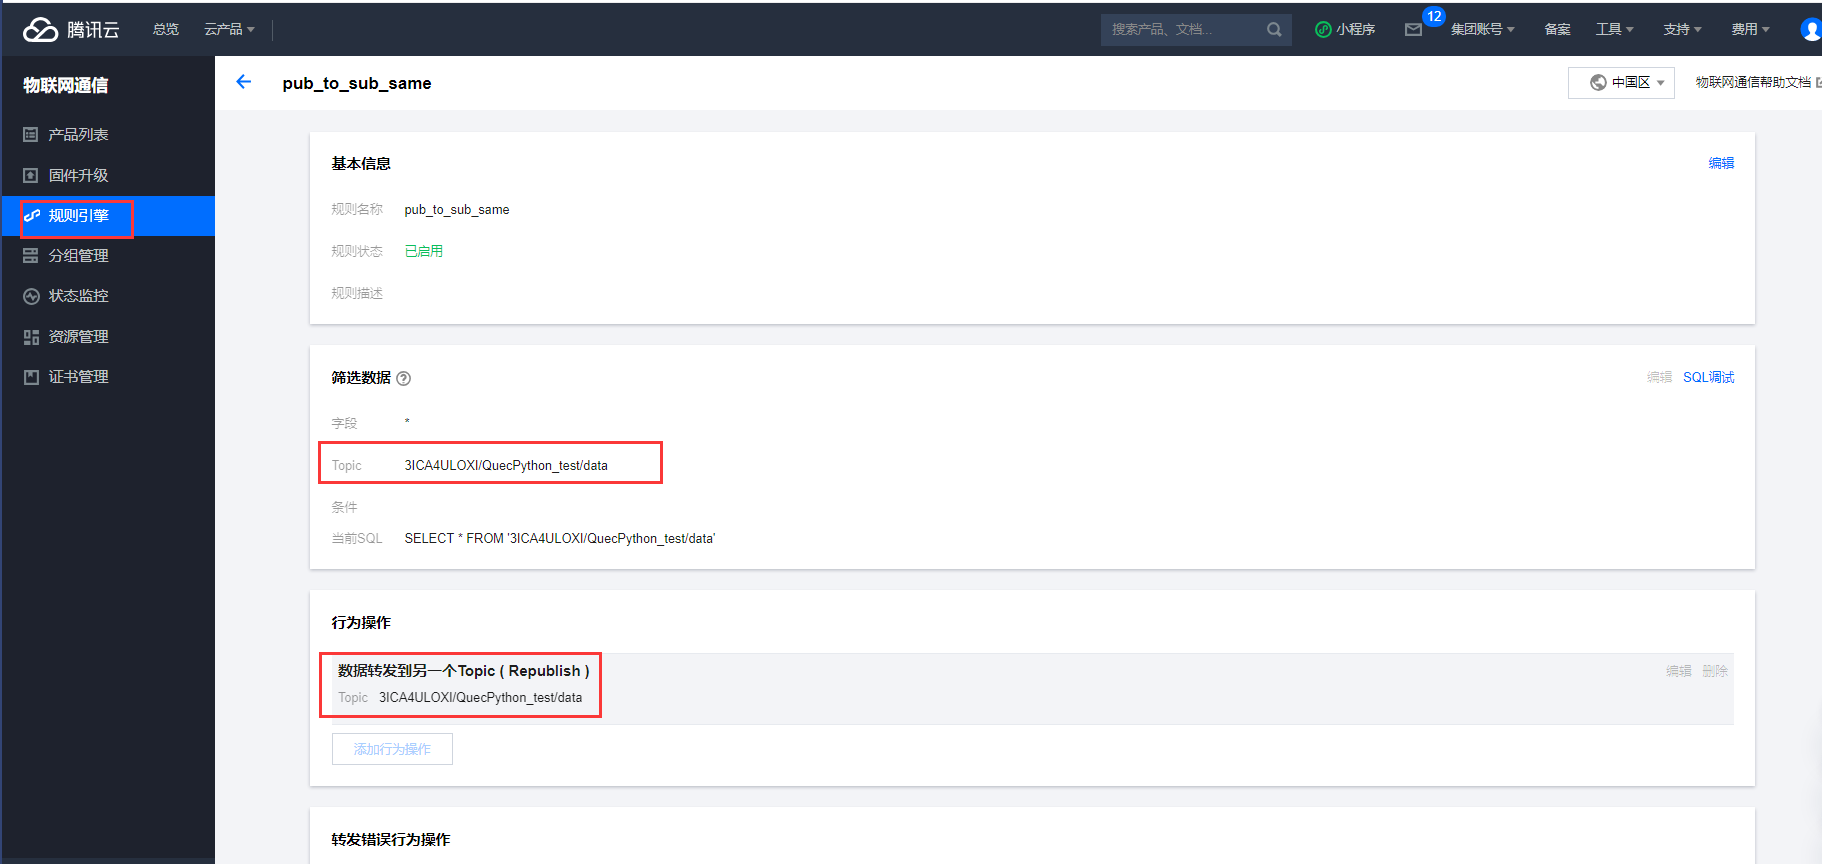 腾讯云 总览 云产品 搜索产品、文档... 小程序 12 集团账号 备案 工具 支持 费用
物联网通信
产品列表
固件升级
规则引擎
分组管理
状态监控
资源管理
证书管理
pub_to_sub_same 中国区 物联网通信帮助文档
基本信息 编辑
规则名称 pub_to_sub_same
规则状态 已启用
规则描述
筛选数据 编辑 SQL调试
字段 *
Topic 3ICA4ULOXI/QuecPython_test/data
条件
当前SQL SELECT * FROM '3ICA4ULOXI/QuecPython_test/data'
行为操作
数据转发到另一个Topic ( Republish ) 编辑 删除
Topic 3ICA4ULOXI/QuecPython_test/data
添加行为操作
转发错误行为操作